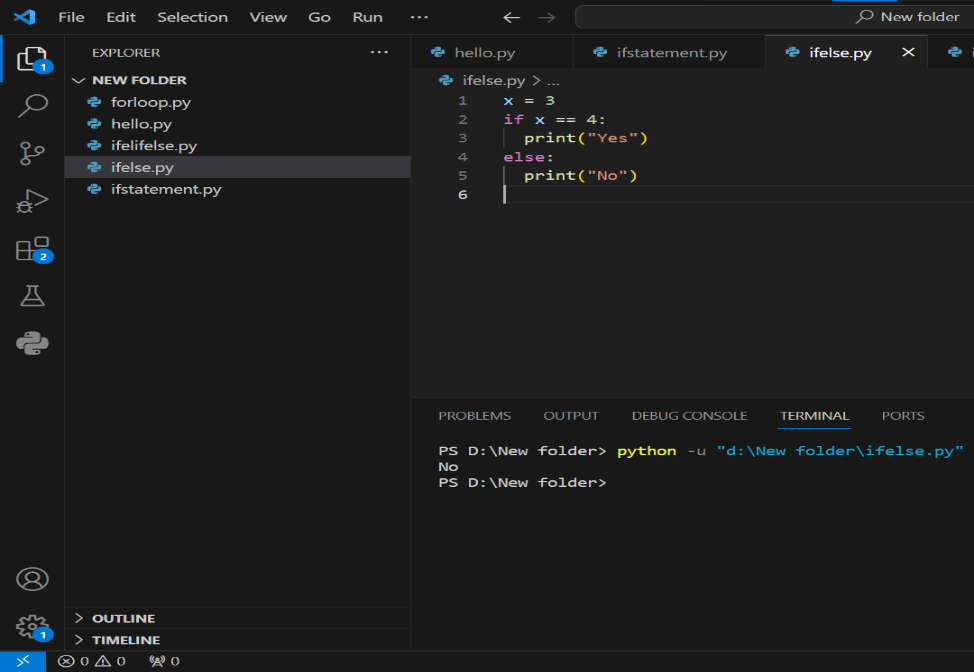 File Edit Selection View Go Run ··· ← → New folder
EXPLORER ···
NEW FOLDER
forloop.py
hello.py
ifelifelse.py
ifelse.py
ifstatement.py
OUTLINE
TIMELINE
1
2
1
hello.py ifstatement.py ifelse.py ×
ifelse.py > ...
1 x = 3
2 if x == 4:
3 print("Yes")
4 else:
5 print("No")
6
PROBLEMS OUTPUT DEBUG CONSOLE TERMINAL PORTS
PS D:\New folder> python -u "d:\New folder\ifelse.py"
No
PS D:\New folder>
0 0 0